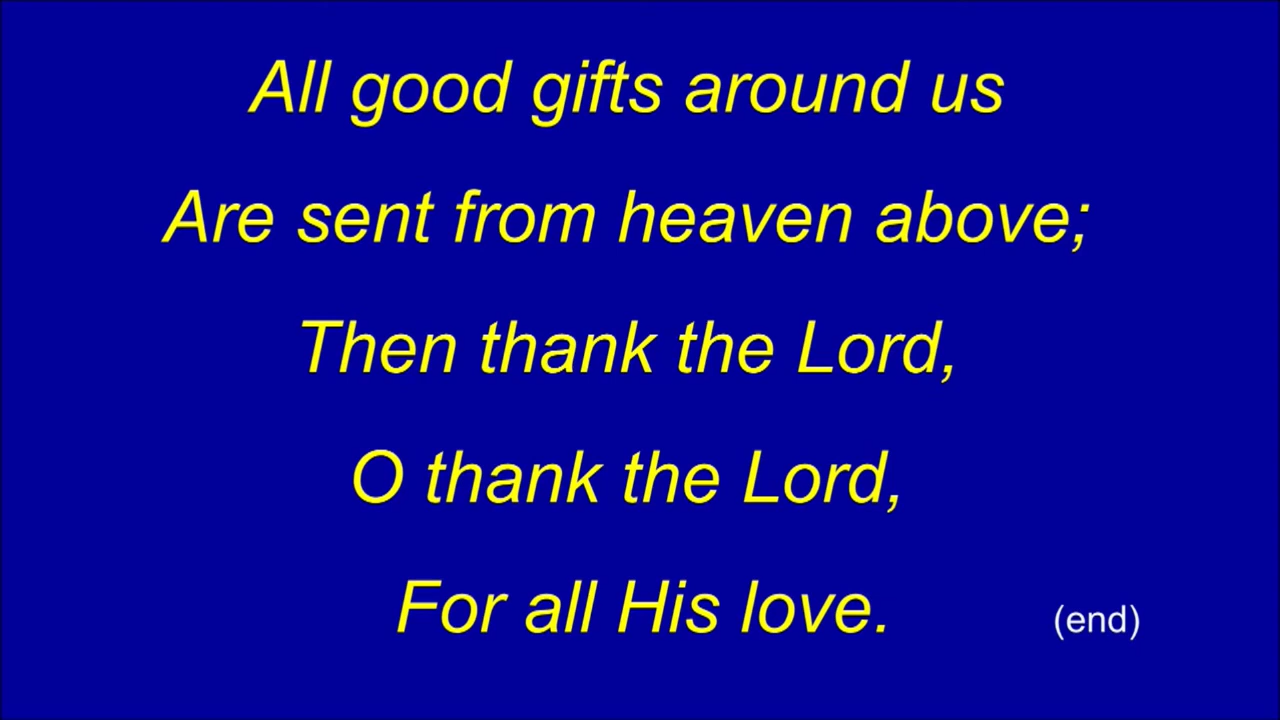 All good gifts around us
Are sent from heaven above;
Then thank the Lord,
O thank the Lord,
For all His love.
(end)